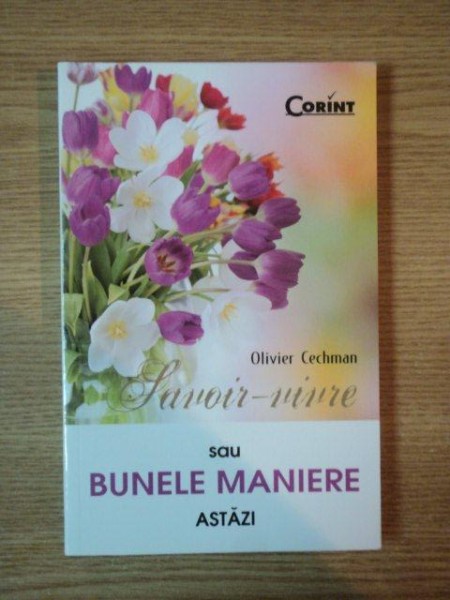 CORINT
Olivier Cechman
Savoir-vivre
sau
BUNELE MANIERE
ASTĂZI